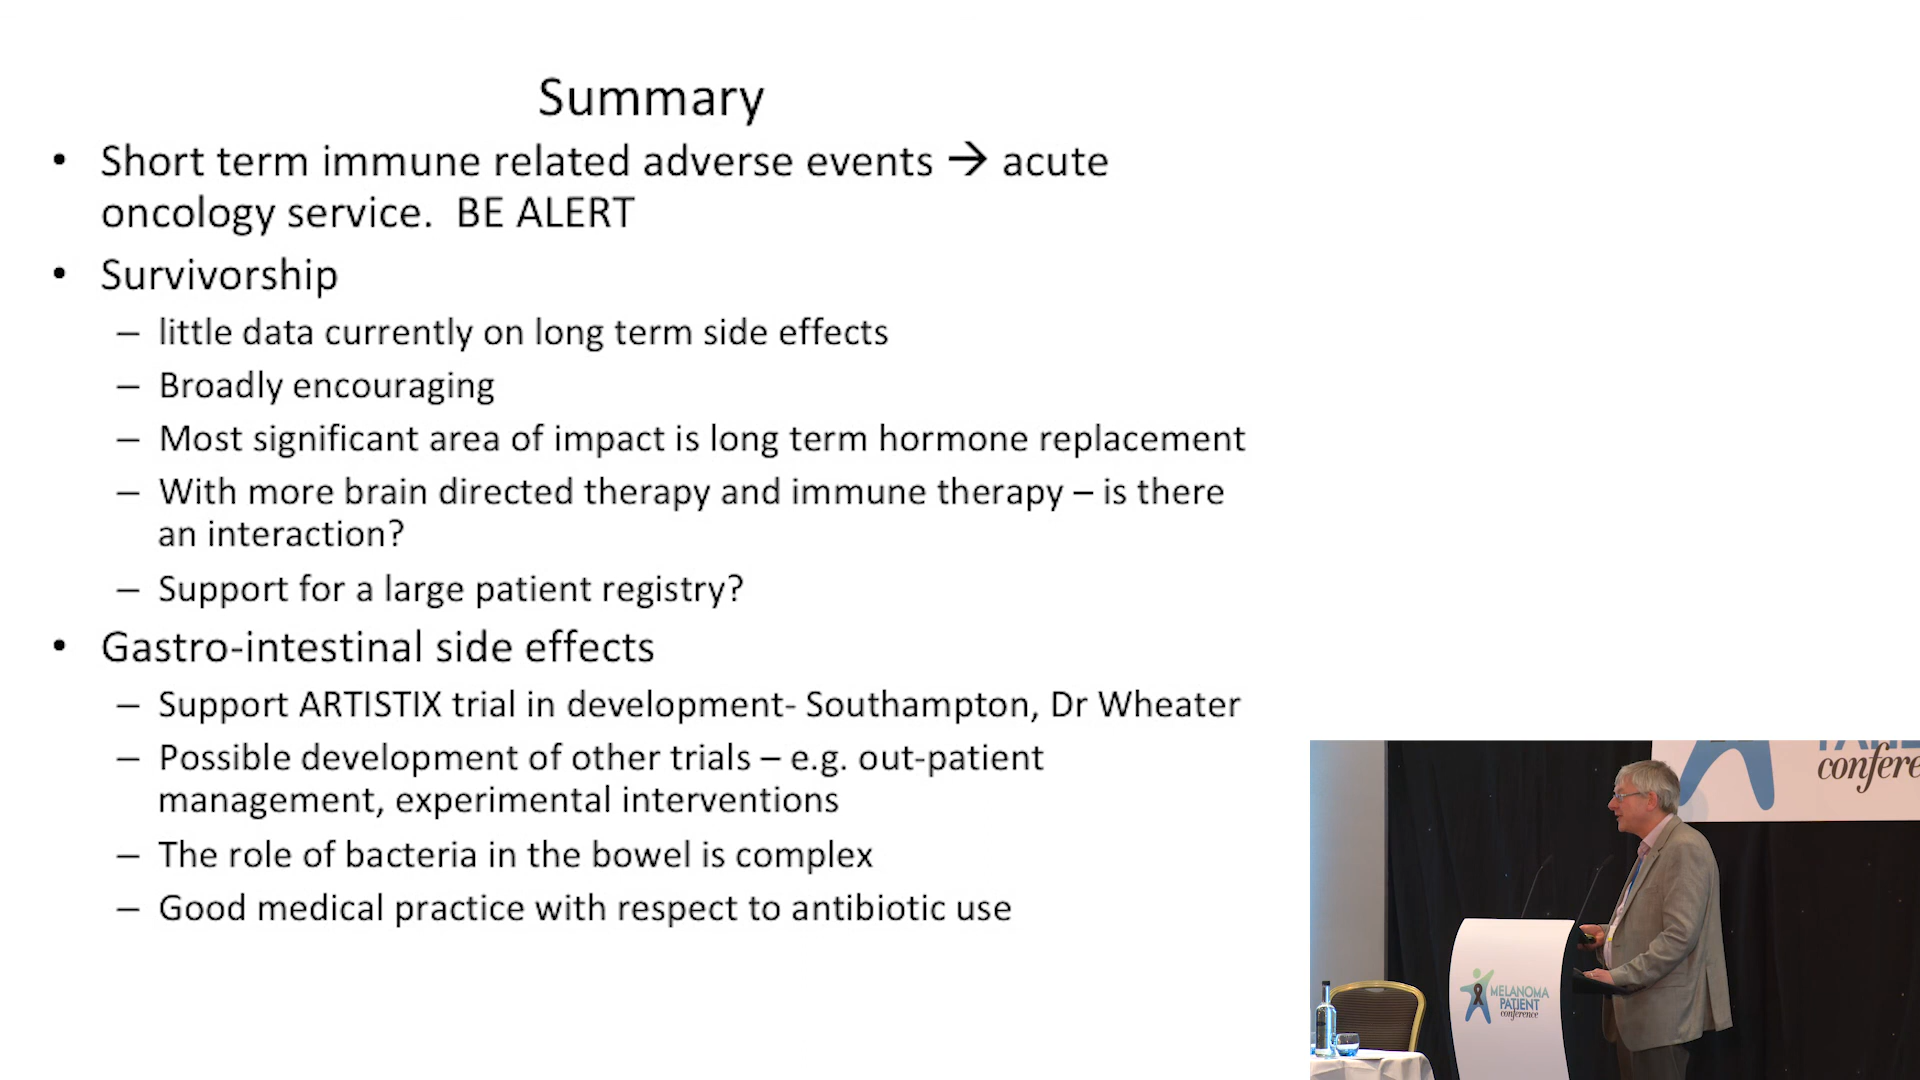 Summary
• Short term immune related adverse events → acute
oncology service.  BE ALERT
• Survivorship
– little data currently on long term side effects
– Broadly encouraging
– Most significant area of impact is long term hormone replacement
– With more brain directed therapy and immune therapy – is there
an interaction?
– Support for a large patient registry?
• Gastro-intestinal side effects
– Support ARTISTIX trial in development- Southampton, Dr Wheater
– Possible development of other trials – e.g. out-patient
management, experimental interventions
– The role of bacteria in the bowel is complex
– Good medical practice with respect to antibiotic use
MELANOMA
PATIENT
conference